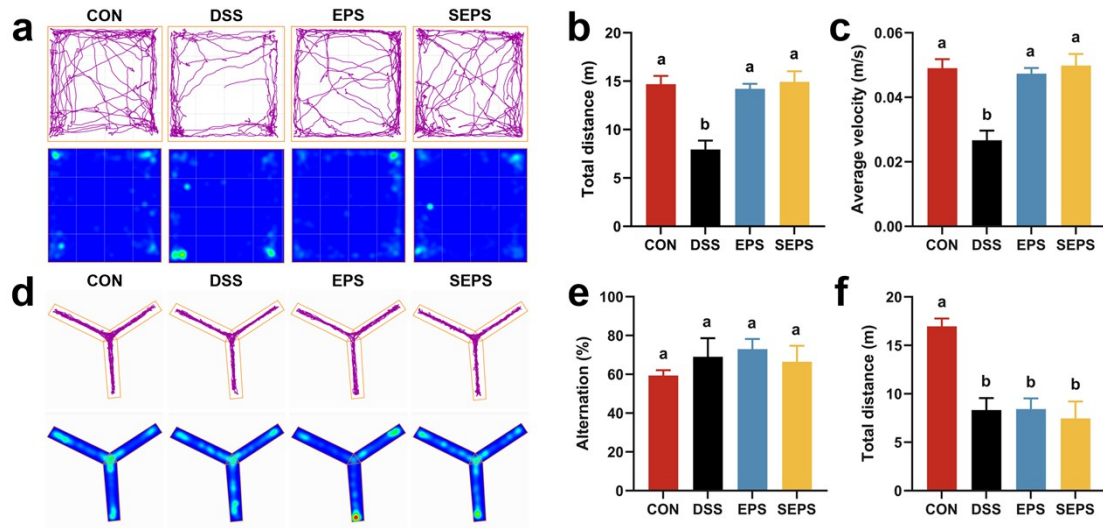 a
CON DSS EPS SEPS
b
Total distance (m)
20
15
10
5
0
a b a a
CON DSS EPS SEPS
c
Average velocity (m/s)
0.06
0.04
0.02
0.00
a b a a
CON DSS EPS SEPS
d
CON DSS EPS SEPS
e
Alternation (%)
100
80
60
40
20
0
a a a a
CON DSS EPS SEPS
f
Total distance (m)
20
15
10
5
0
a b b b
CON DSS EPS SEPS